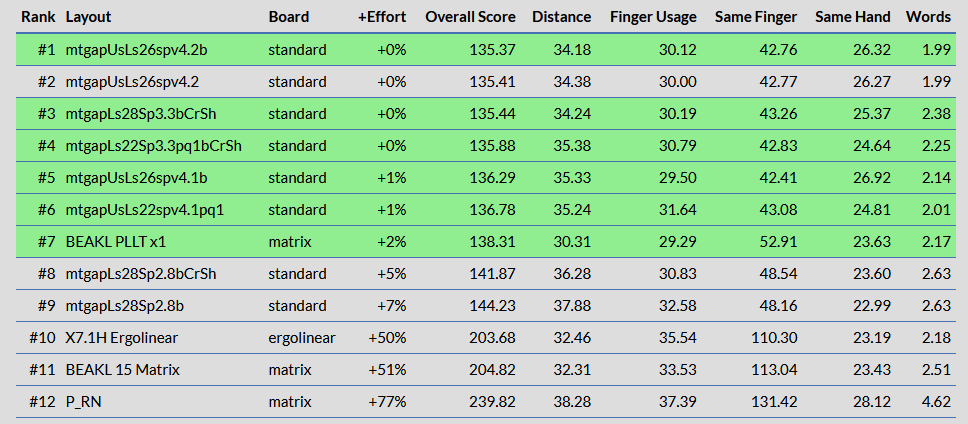 Rank Layout Board +Effort Overall Score Distance Finger Usage Same Finger Same Hand Words
#1 mtgapUsLs26spv4.2b standard +0% 135.37 34.18 30.12 42.76 26.32 1.99
#2 mtgapUsLs26spv4.2 standard +0% 135.41 34.38 30.00 42.77 26.27 1.99
#3 mtgapLs28Sp3.3bCrSh standard +0% 135.44 34.24 30.19 43.26 25.37 2.38
#4 mtgapLs22Sp3.3pq1bCrSh standard +0% 135.88 35.38 30.79 42.83 24.64 2.25
#5 mtgapUsLs26spv4.1b standard +1% 136.29 35.33 29.50 42.41 26.92 2.14
#6 mtgapUsLs22spv4.1pq1 standard +1% 136.78 35.24 31.64 43.08 24.81 2.01
#7 BEAKL PLLT x1 matrix +2% 138.31 30.31 29.29 52.91 23.63 2.17
#8 mtgapLs28Sp2.8bCrSh standard +5% 141.87 36.28 30.83 48.54 23.60 2.63
#9 mtgapLs28Sp2.8b standard +7% 144.23 37.88 32.58 48.16 22.99 2.63
#10 X7.1H Ergolinear ergolinear +50% 203.68 32.46 35.54 110.30 23.19 2.18
#11 BEAKL 15 Matrix matrix +51% 204.82 32.31 33.53 113.04 23.43 2.51
#12 P_RN matrix +77% 239.82 38.28 37.39 131.42 28.12 4.62